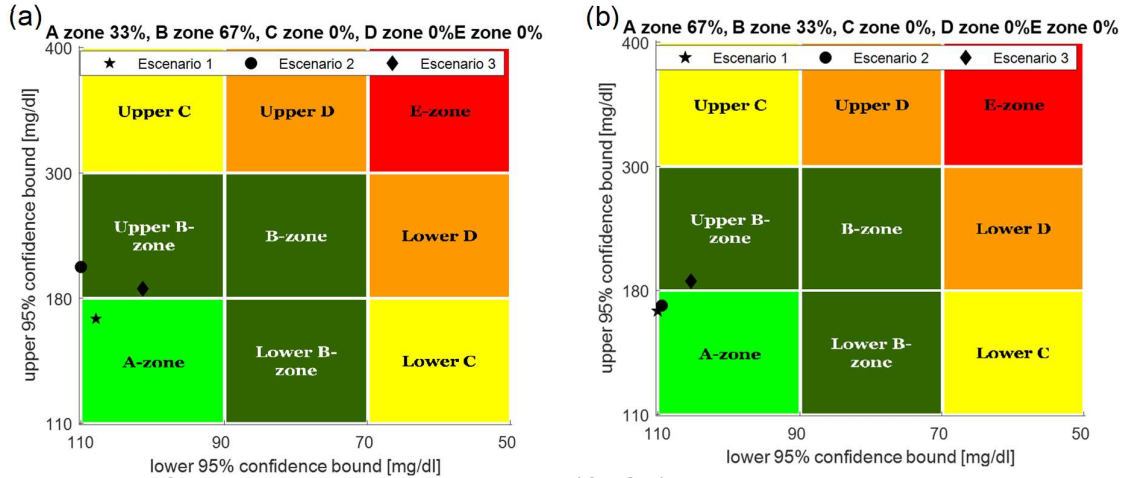 (a)
A zone 33%, B zone 67%, C zone 0%, D zone 0%E zone 0%
400
Escenario 1 Escenario 2 Escenario 3
Upper C Upper D E-zone
300
Upper B-
zone
B-zone Lower D
180
A-zone
Lower B-
zone
Lower C
110
110 90 70 50
lower 95% confidence bound [mg/dl]
upper 95% confidence bound [mg/dl]
(b)
A zone 67%, B zone 33%, C zone 0%, D zone 0%E zone 0%
400
Escenario 1 Escenario 2 Escenario 3
Upper C Upper D E-zone
300
Upper B-
zone
B-zone Lower D
180
A-zone
Lower B-
zone
Lower C
110
110 90 70 50
lower 95% confidence bound [mg/dl]
upper 95% confidence bound [mg/dl]